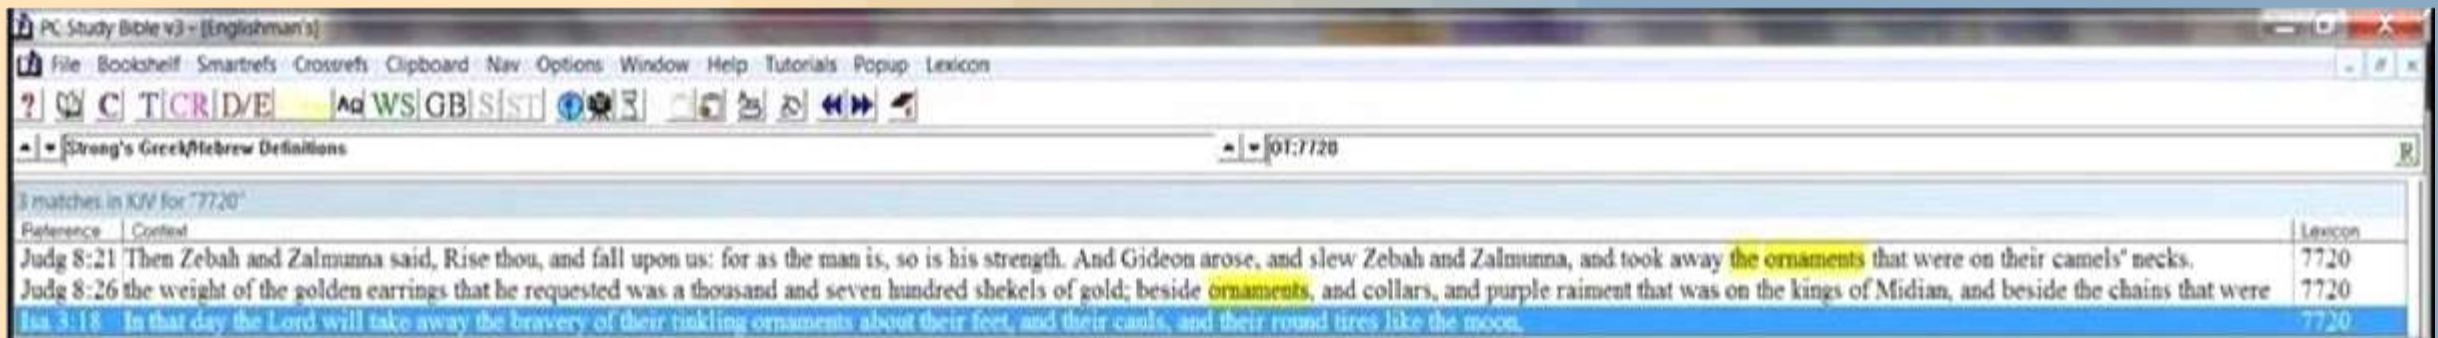 PC Study Bible v3 - [Englishman's]
File Bookshelf Smartrefs Crossrefs Clipboard Nav Options Window Help Tutorials Popup Lexicon
? C T CR D/E Aa WS GB S ST
Strong's Greek/Hebrew Definitions OT:7720 R
3 matches in KJV for "7720"
Reference Context Lexicon
Judg 8:21 Then Zebah and Zalmunna said, Rise thou, and fall upon us: for as the man is, so is his strength. And Gideon arose, and slew Zebah and Zalmunna, and took away the ornaments that were on their camels' necks. 7720
Judg 8:26 the weight of the golden earrings that he requested was a thousand and seven hundred shekels of gold; beside ornaments, and collars, and purple raiment that was on the kings of Midian, and beside the chains that were 7720
Isa 3:18 In that day the Lord will take away the bravery of their tinkling ornaments about their feet, and their cauls, and their round tires like the moon, 7720